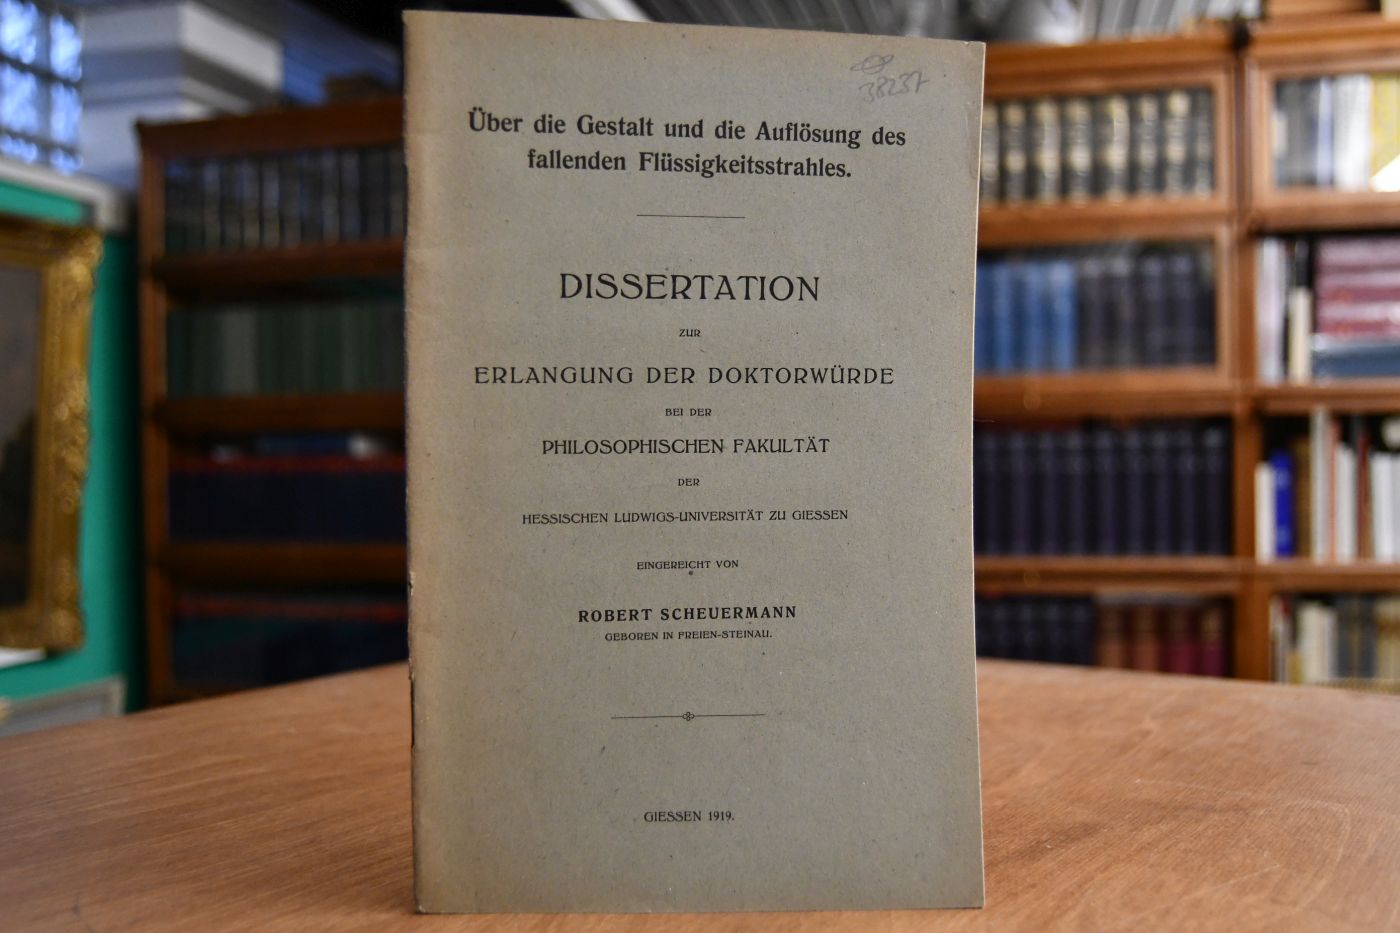 38237
Über die Gestalt und die Auflösung des
fallenden Flüssigkeitsstrahles.
DISSERTATION
ZUR
ERLANGUNG DER DOKTORWÜRDE
BEI DER
PHILOSOPHISCHEN FAKULTÄT
DER
HESSISCHEN LUDWIGS-UNIVERSITÄT ZU GIESSEN
EINGEREICHT VON
ROBERT SCHEUERMANN
GEBOREN IN FREIEN-STEINAU.
GIESSEN 1919.